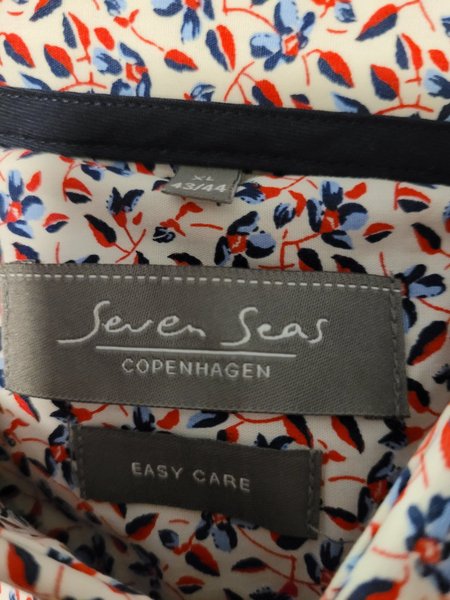 XL
43/44
Seven Seas
COPENHAGEN
EASY CARE